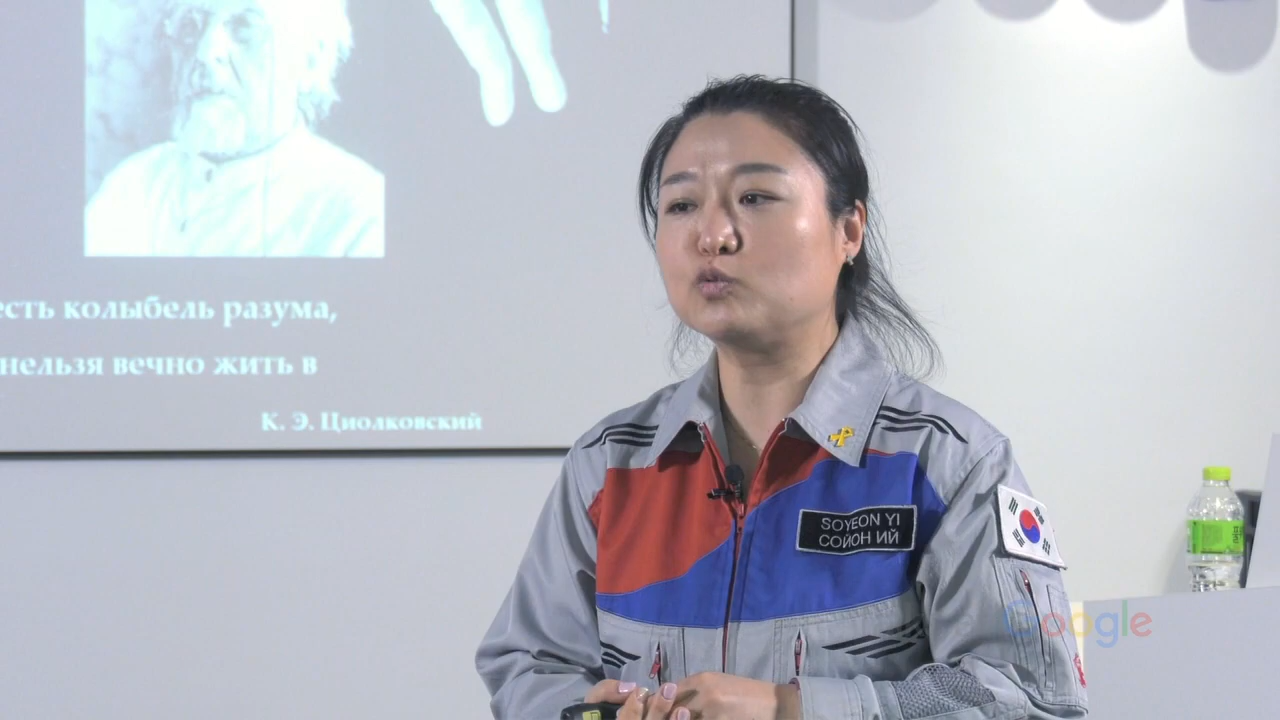 есть колыбель разума,
нельзя вечно жить в
К. Э. Циолковский
SOYEON YI
СОЙОН ИЙ
Google